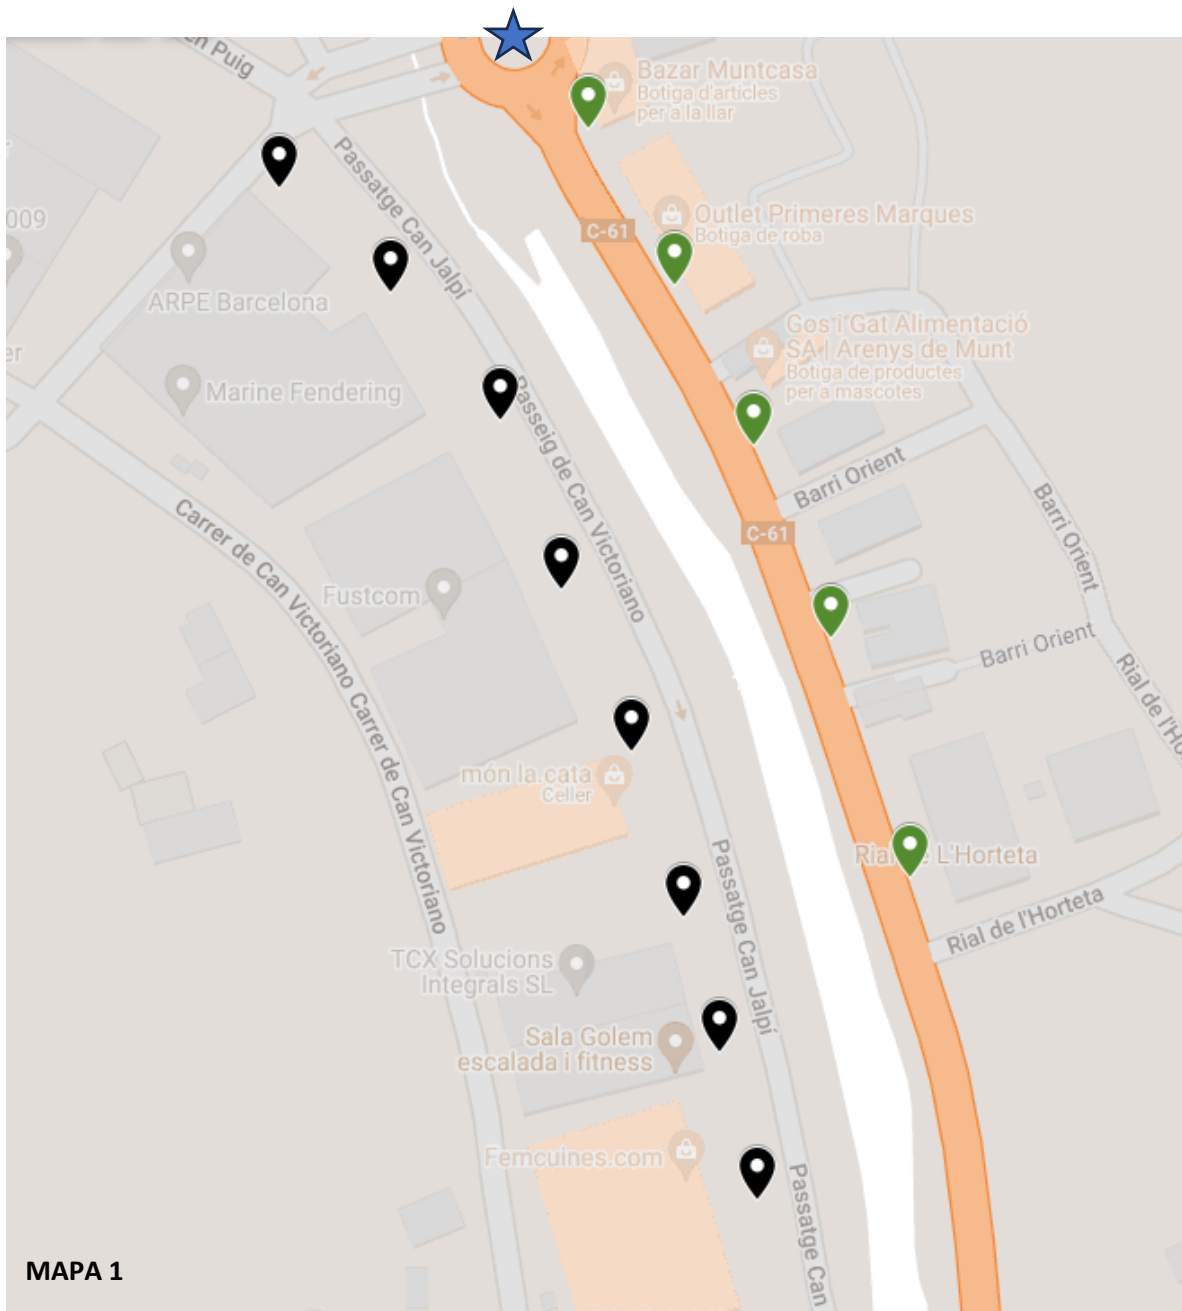 en Puig
Bazar Muntcasa
Botiga d'articles
per a la llar
Passatge Can Jalpí
009
Outlet Primeres Marques
Botiga de roba
C-61
ARPE Barcelona
Gos i Gat Alimentació
SA | Arenys de Munt
Botiga de productes
per a mascotes
er
Marine Fendering
Passeig de Can Victoriano
Barri Orient
Barri Orient
C-61
Carrer de Can Victoriano
Carrer de Can Victoriano
Fustcom
Barri Orient
Rial de l'Ho
món la cata
Celler
Passatge Can Jalpí
L'Horteta
Rial de l'Horteta
TCX Solucions
Integrals SL
Sala Golem
escalada i fitness
Femcuines.com
Passatge Can
MAPA 1